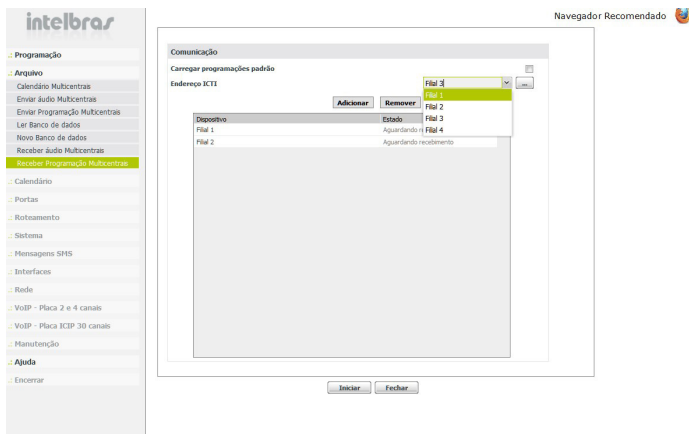 intelbras
Navegador Recomendado
.: Programação
.: Arquivo
Calendário Multicentrais
Enviar áudio Multicentrais
Enviar Programação Multicentrais
Ler Banco de dados
Novo Banco de dados
Receber áudio Multicentrais
Receber Programação Multicentrais
.: Calendário
.: Portas
.: Roteamento
.: Sistema
.: Mensagens SMS
.: Interfaces
.: Rede
.: VoIP - Placa 2 e 4 canais
.: VoIP - Placa ICIP 30 canais
.: Manutenção
.: Ajuda
.: Encerrar
Comunicação
Carregar programações padrão
Endereço ICTI
Filial 3
...
Filial 1
Filial 2
Filial 3
Filial 4
Adicionar Remover
Dispositivo Estado
Filial 1 Aguardando
Filial 2 Aguardando recebimento
Iniciar Fechar